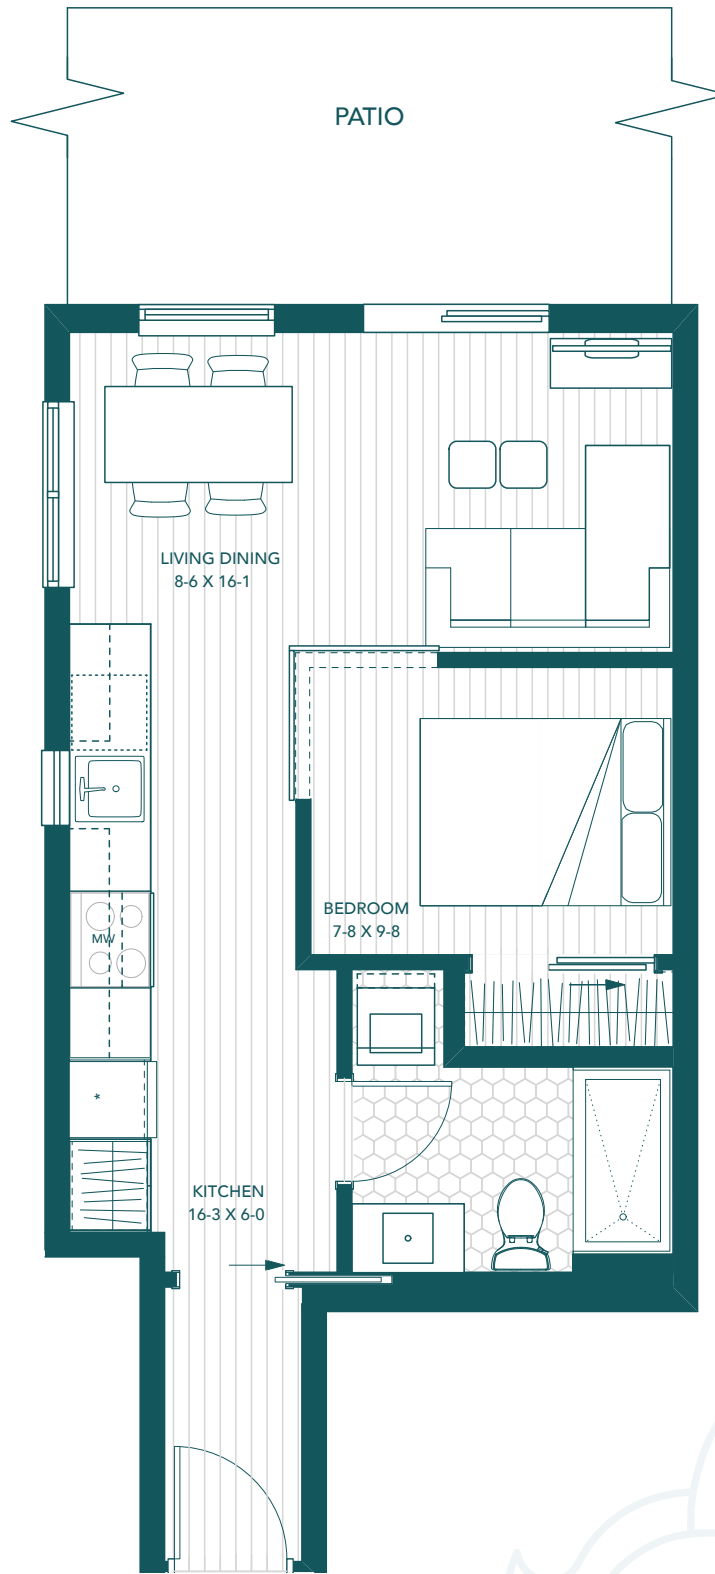 PATIO
LIVING DINING
8-6 X 16-1
BEDROOM
7-8 X 9-8
MW
*
KITCHEN
16-3 X 6-0